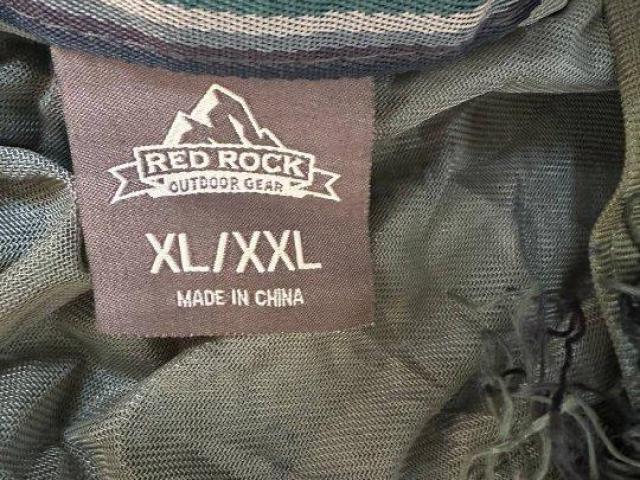 RED ROCK
OUTDOOR GEAR
XL/XXL
MADE IN CHINA